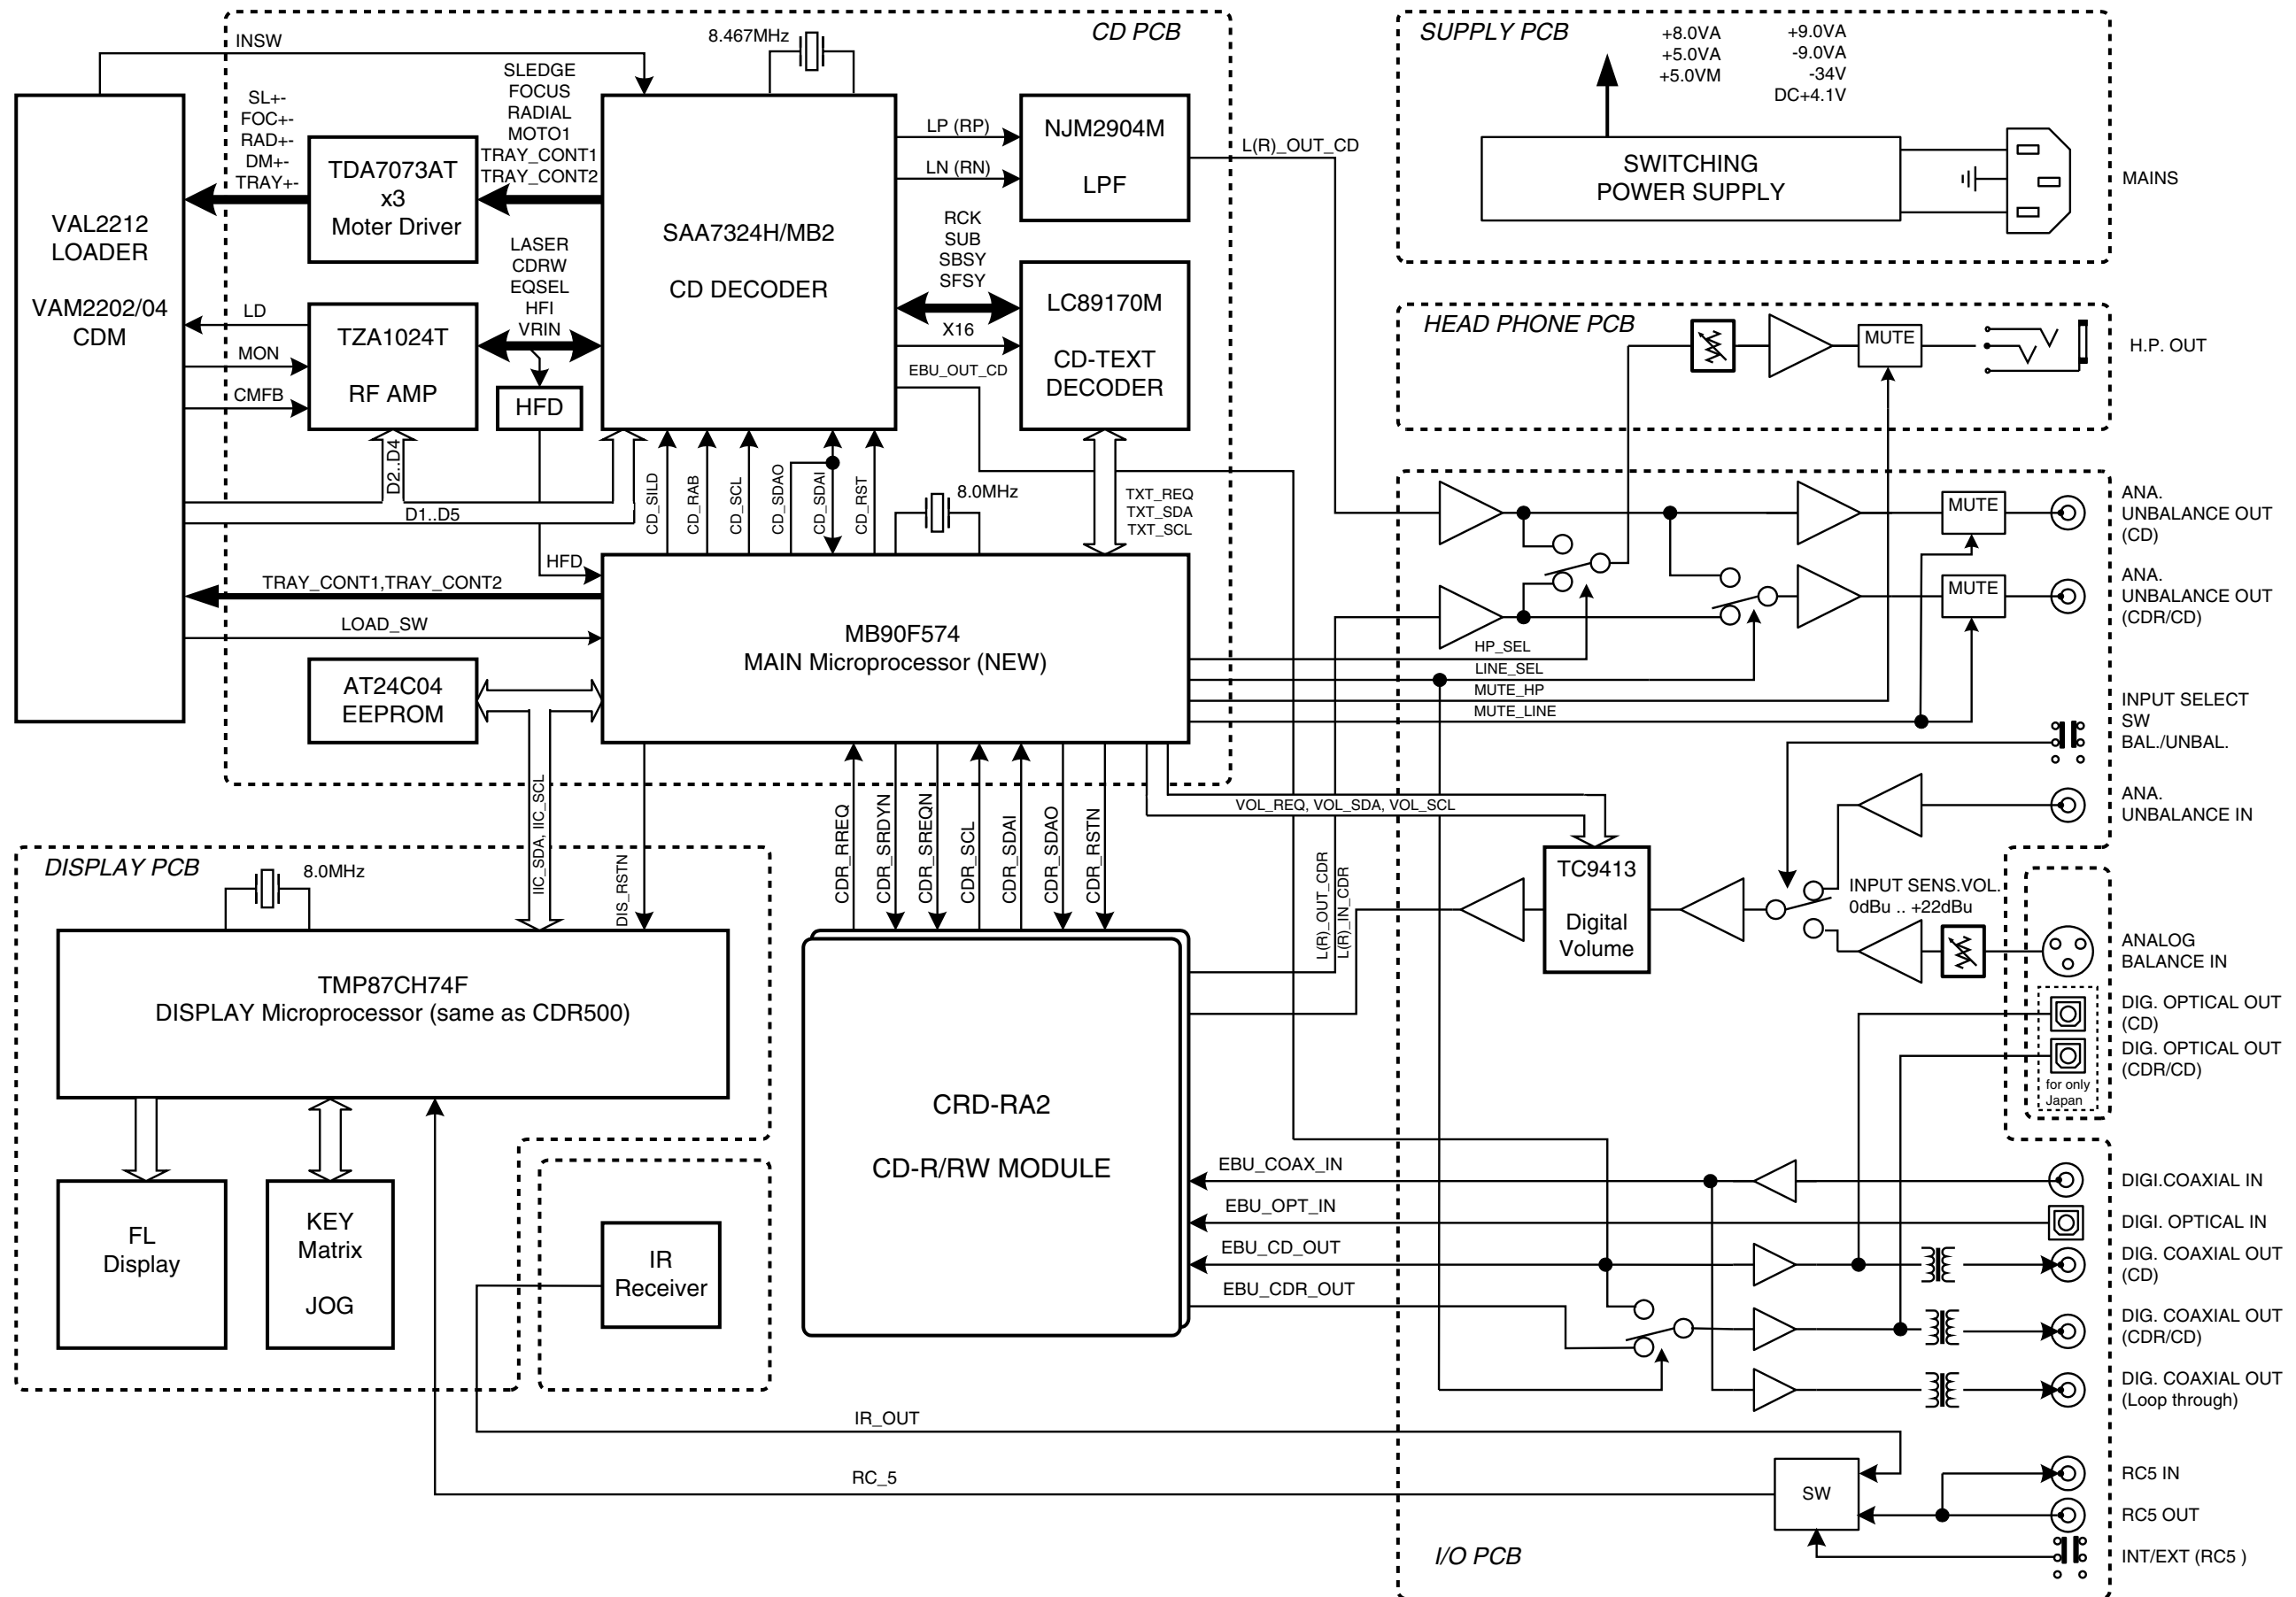 CD PCB
INSW
8.467MHz
SLEDGE
FOCUS
RADIAL
MOTO1
TRAY_CONT1
TRAY_CONT2
SL+-
FOC+-
RAD+-
DM+-
TRAY+-
TDA7073AT
x3
Moter Driver
VAL2212
LOADER
VAM2202/04
CDM
LASER
CDRW
EQSEL
HFI
VRIN
LD
MON
CMFB
TZA1024T
RF AMP
HFD
D2..D4
D1..D5
SAA7324H/MB2
CD DECODER
LP (RP)
LN (RN)
NJM2904M
LPF
L(R)_OUT_CD
RCK
SUB
SBSY
SFSY
X16
EBU_OUT_CD
LC89170M
CD-TEXT
DECODER
CD_SILD
CD_RAB
CD_SCL
CD_SDAO
CD_SDAI
CD_RST
8.0MHz
TXT_REQ
TXT_SDA
TXT_SCL
HFD
TRAY_CONT1,TRAY_CONT2
LOAD_SW
MB90F574
MAIN Microprocessor (NEW)
AT24C04
EEPROM
IIC_SDA, IIC_SCL
DIS_RSTN
CDR_RREQ
CDR_SRDYN
CDR_SREQN
CDR_SCL
CDR_SDAI
CDR_SDAO
CDR_RSTN
DISPLAY PCB
8.0MHz
TMP87CH74F
DISPLAY Microprocessor (same as CDR500)
FL
Display
KEY
Matrix
JOG
IR
Receiver
CRD-RA2
CD-R/RW MODULE
IR_OUT
RC_5
SUPPLY PCB
+8.0VA
+5.0VA
+5.0VM
+9.0VA
-9.0VA
-34V
DC+4.1V
SWITCHING
POWER SUPPLY
MAINS
HEAD PHONE PCB
MUTE
H.P. OUT
MUTE
ANA.
UNBALANCE OUT
(CD)
MUTE
ANA.
UNBALANCE OUT
(CDR/CD)
HP_SEL
LINE_SEL
MUTE_HP
MUTE_LINE
INPUT SELECT
SW
BAL./UNBAL.
VOL_REQ, VOL_SDA, VOL_SCL
ANA.
UNBALANCE IN
L(R)_OUT_CDR
L(R)_IN_CDR
TC9413
Digital
Volume
INPUT SENS.VOL.
0dBu .. +22dBu
ANALOG
BALANCE IN
DIG. OPTICAL OUT
(CD)
DIG. OPTICAL OUT
(CDR/CD)
for only
Japan
EBU_COAX_IN
EBU_OPT_IN
EBU_CD_OUT
EBU_CDR_OUT
DIGI.COAXIAL IN
DIGI. OPTICAL IN
DIG. COAXIAL OUT
(CD)
DIG. COAXIAL OUT
(CDR/CD)
DIG. COAXIAL OUT
(Loop through)
SW
RC5 IN
RC5 OUT
INT/EXT (RC5 )
I/O PCB